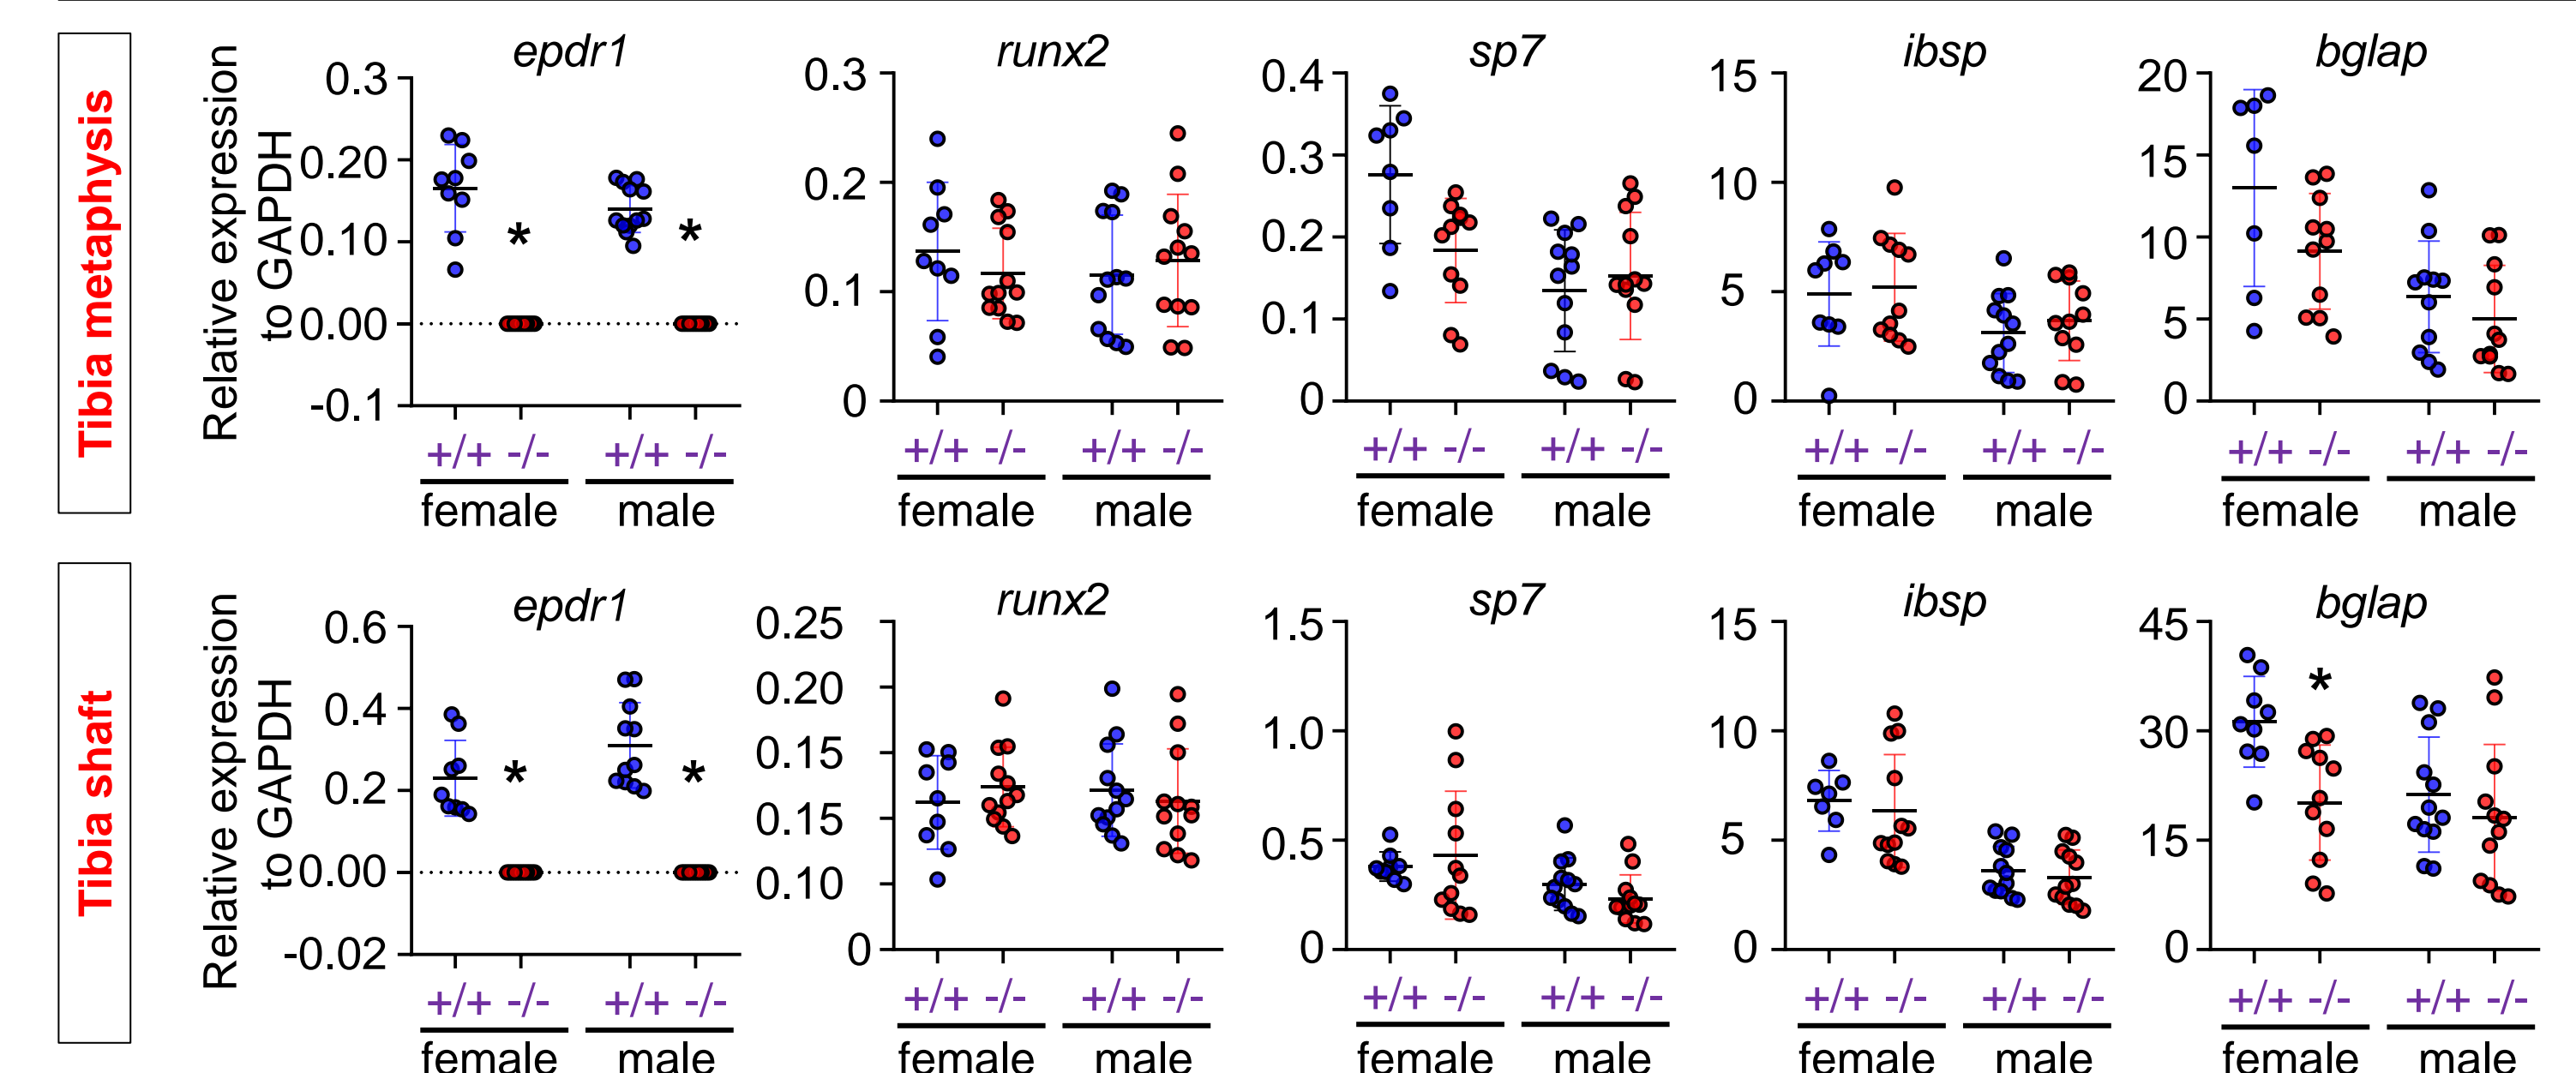 Tibia metaphysis
Relative expression
to GAPDH
epdr1
0.3
0.20
0.10
0.00
-0.1
+/+ -/- +/+ -/-
female male
runx2
0.3
0.2
0.1
0
+/+ -/- +/+ -/-
female male
sp7
0.4
0.3
0.2
0.1
0
+/+ -/- +/+ -/-
female male
ibsp
15
10
5
0
+/+ -/- +/+ -/-
female male
bglap
20
15
10
5
0
+/+ -/- +/+ -/-
female male
* *
Tibia shaft
Relative expression
to GAPDH
epdr1
0.6
0.4
0.2
0.00
-0.02
* *
+/+ -/- +/+ -/-
female male
runx2
0.25
0.20
0.15
0.15
0.10
0
+/+ -/- +/+ -/-
female male
sp7
1.5
1.0
0.5
0
+/+ -/- +/+ -/-
female male
ibsp
15
10
5
0
+/+ -/- +/+ -/-
female male
bglap
45
30
15
0
*
+/+ -/- +/+ -/-
female male